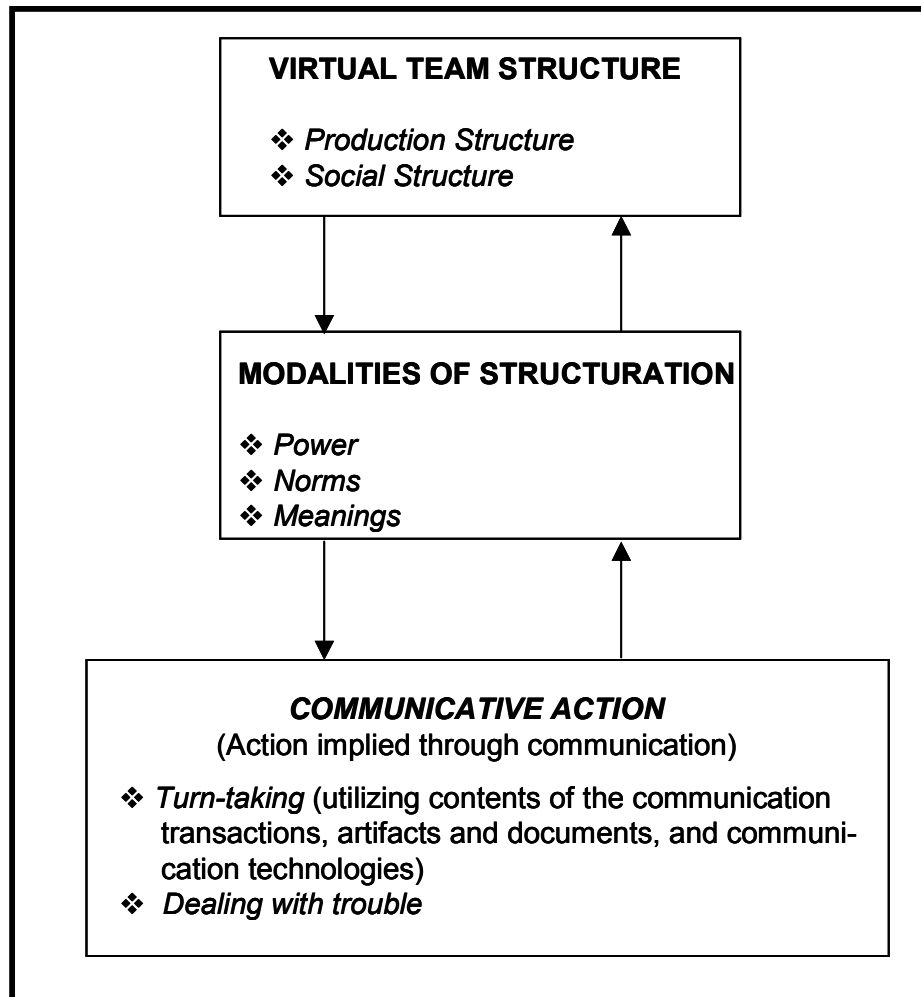 VIRTUAL TEAM STRUCTURE
❖ Production Structure
❖ Social Structure
MODALITIES OF STRUCTURATION
❖ Power
❖ Norms
❖ Meanings
COMMUNICATIVE ACTION
(Action implied through communication)
❖ Turn-taking (utilizing contents of the communication
transactions, artifacts and documents, and communi-
cation technologies)
❖ Dealing with trouble